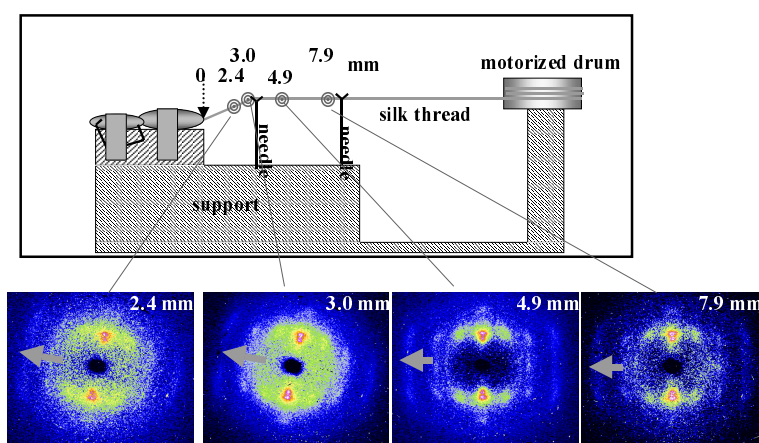 3.0
7.9
mm
motorized drum
0
2.4
4.9
silk thread
needle
needle
support
2.4 mm
3.0 mm
4.9 mm
7.9 mm